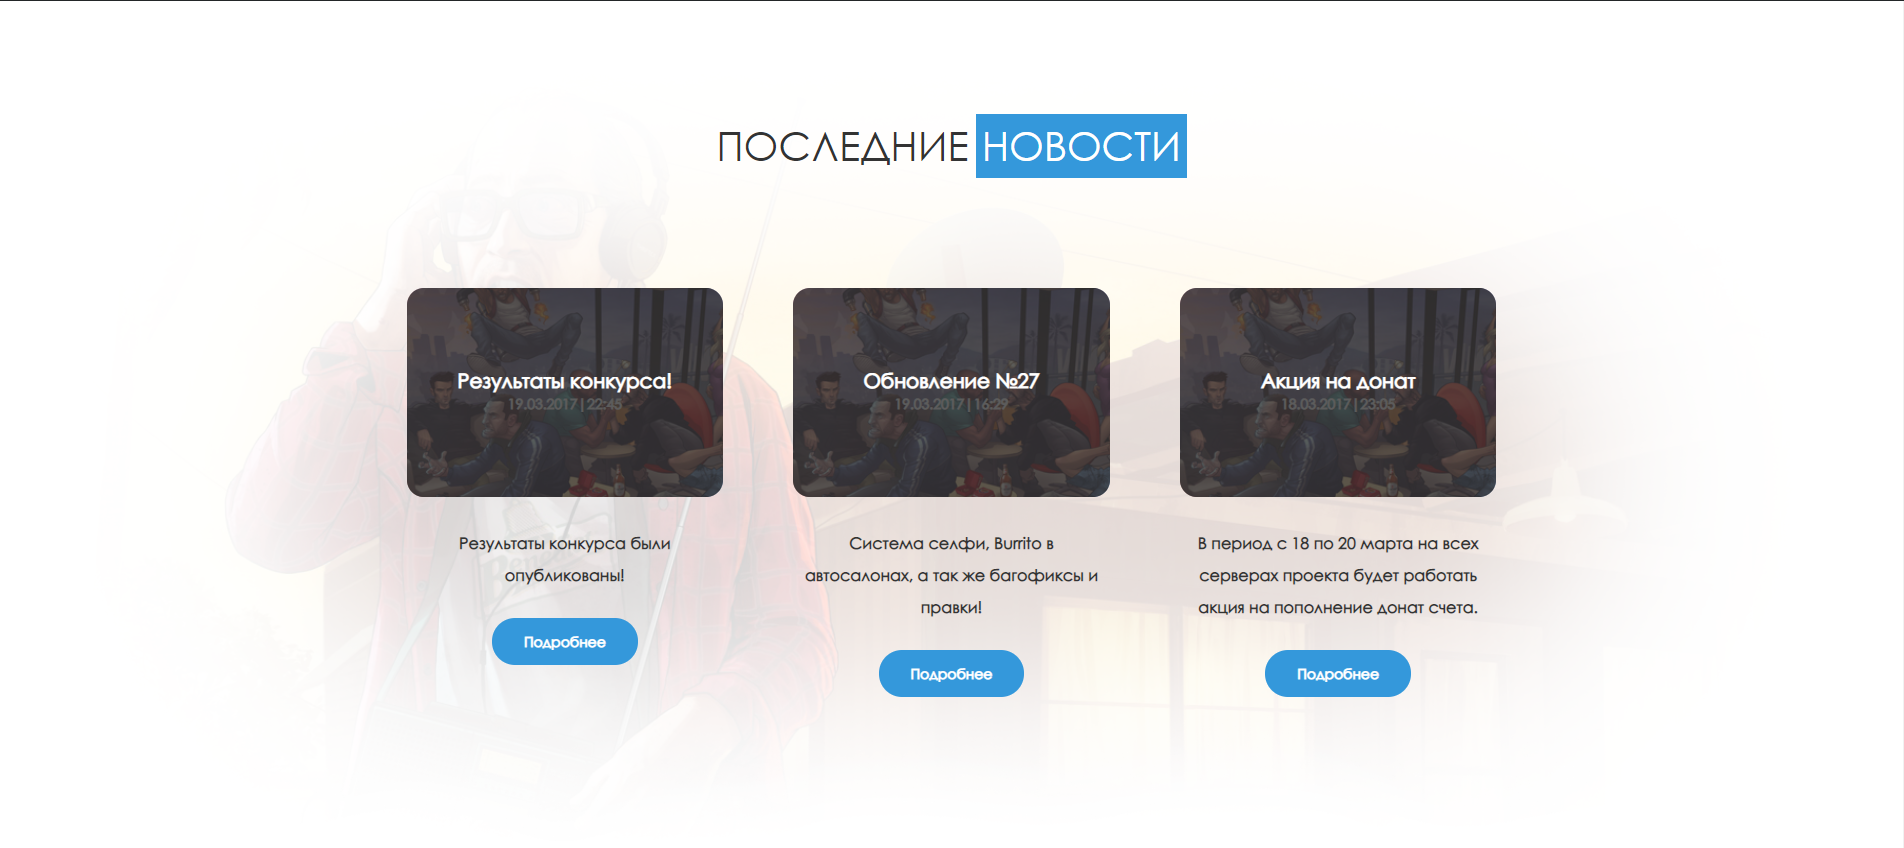 ПОСЛЕДНИЕ НОВОСТИ
Результаты конкурса!
19.03.2017 | 22:45
Обновление №27
19.03.2017 | 16:29
Акция на донат
18.03.2017 | 23:05
Результаты конкурса были
опубликованы!
Подробнее
Система селфи, Burrito в
автосалонах, а так же багофиксы и
правки!
Подробнее
В период с 18 по 20 марта на всех
серверах проекта будет работать
акция на пополнение донат счета.
Подробнее